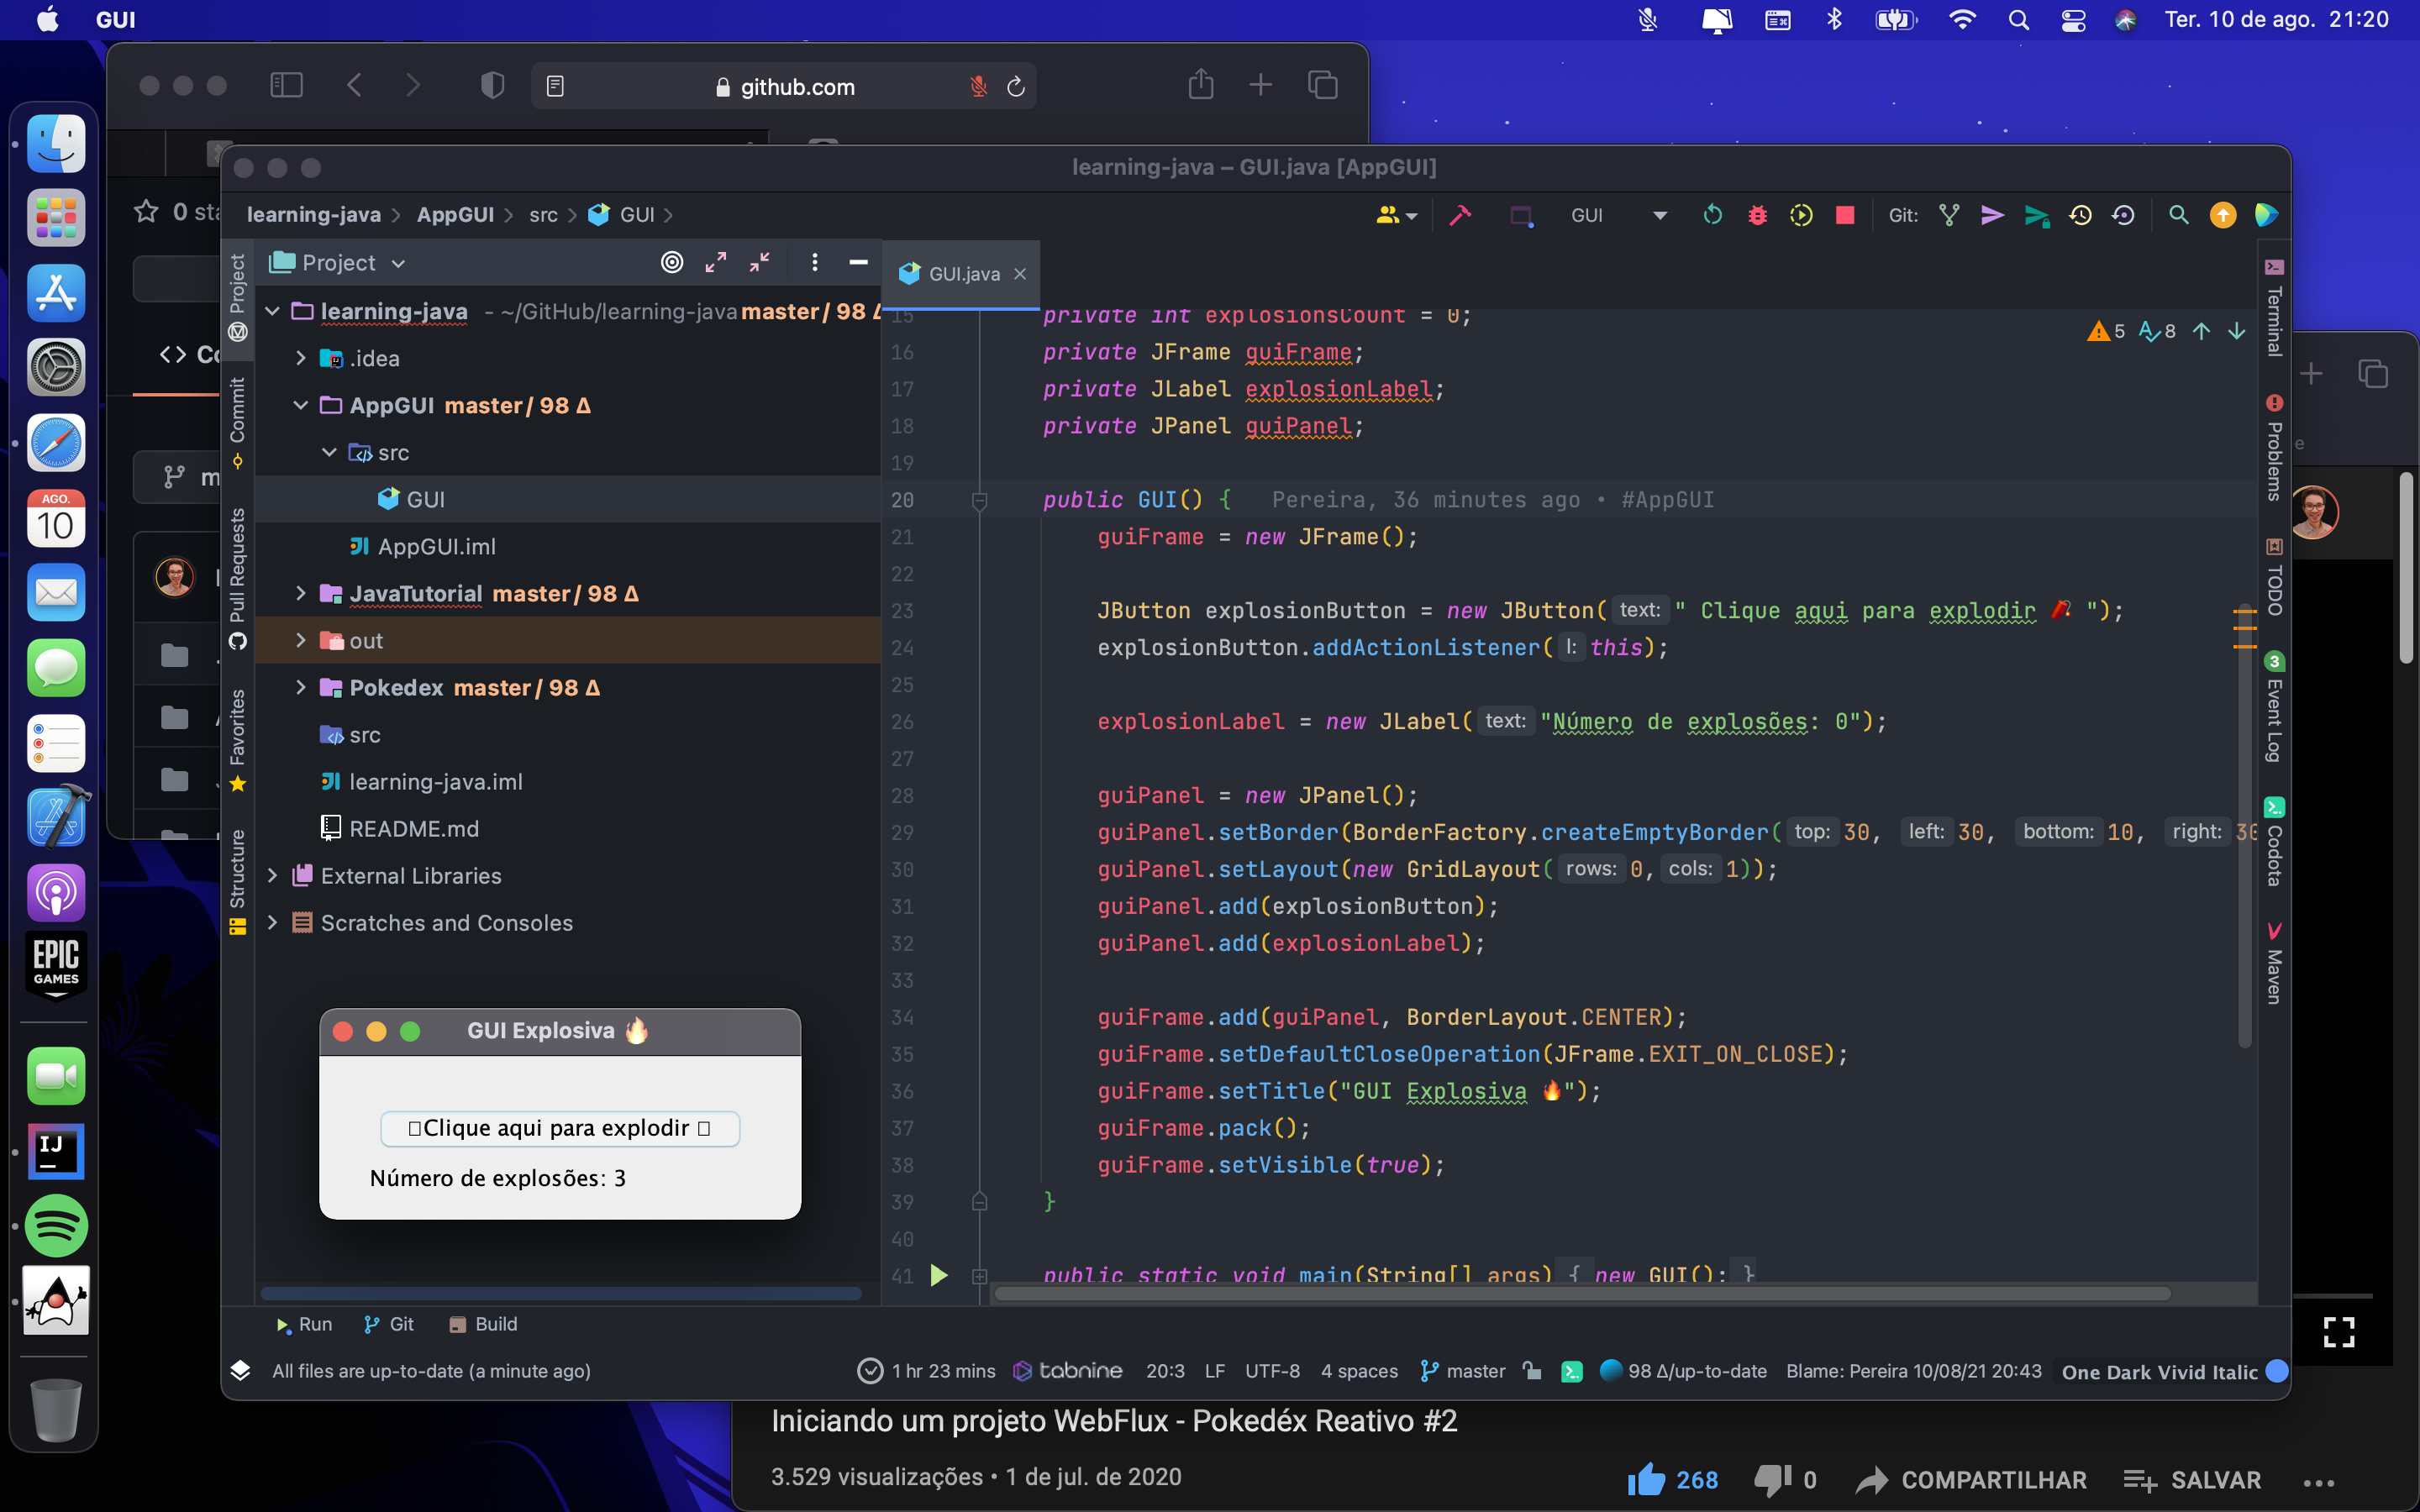 GUI
Ter. 10 de ago. 21:20
github.com
learning-java – GUI.java [AppGUI]
0
learning-java > AppGUI > src > GUI >
GUI
Git:
Project
GUI.java
Project
Commit
Pull Requests
Favorites
Structure
learning-java - ~/GitHub/learning-java master / 98 Δ
.idea
AppGUI master / 98 Δ
src
GUI
AppGUI.iml
JavaTutorial master / 98 Δ
out
Pokedex master / 98 Δ
src
learning-java.iml
README.md
External Libraries
Scratches and Consoles
5 8
15 private int explosionsCount = 0;
16 private JFrame guiFrame;
17 private JLabel explosionLabel;
18 private JPanel guiPanel;
19
20 public GUI() { Pereira, 36 minutes ago • #AppGUI
21 guiFrame = new JFrame();
22
23 JButton explosionButton = new JButton( text: " Clique aqui para explodir 🧨 ");
24 explosionButton.addActionListener( l: this);
25
26 explosionLabel = new JLabel( text: "Número de explosões: 0");
27
28 guiPanel = new JPanel();
29 guiPanel.setBorder(BorderFactory.createEmptyBorder( top: 30, left: 30, bottom: 10, right: 30
30 guiPanel.setLayout(new GridLayout( rows: 0, cols: 1));
31 guiPanel.add(explosionButton);
32 guiPanel.add(explosionLabel);
33
34 guiFrame.add(guiPanel, BorderLayout.CENTER);
35 guiFrame.setDefaultCloseOperation(JFrame.EXIT_ON_CLOSE);
36 guiFrame.setTitle("GUI Explosiva 🔥");
37 guiFrame.pack();
38 guiFrame.setVisible(true);
39 }
40
41 public static void main(String[] args) { new GUI(); }
Terminal
Problems
TODO
3 Event Log
Codota
Maven
GUI Explosiva 🔥
Clique aqui para explodir
Número de explosões: 3
AGO.
10
EPIC
GAMES
IJ
Run Git Build
All files are up-to-date (a minute ago)
1 hr 23 mins tabnine 20:3 LF UTF-8 4 spaces master 98 Δ/up-to-date Blame: Pereira 10/08/21 20:43 One Dark Vivid Italic
Iniciando um projeto WebFlux - Pokedéx Reativo #2
3.529 visualizações • 1 de jul. de 2020
268 0 COMPARTILHAR SALVAR